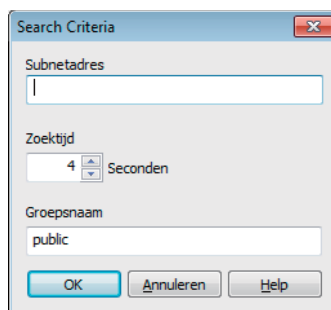 Search Criteria
Subnetadres
Zoektijd
4 Seconden
Groepsnaam
public
OK Annuleren Help